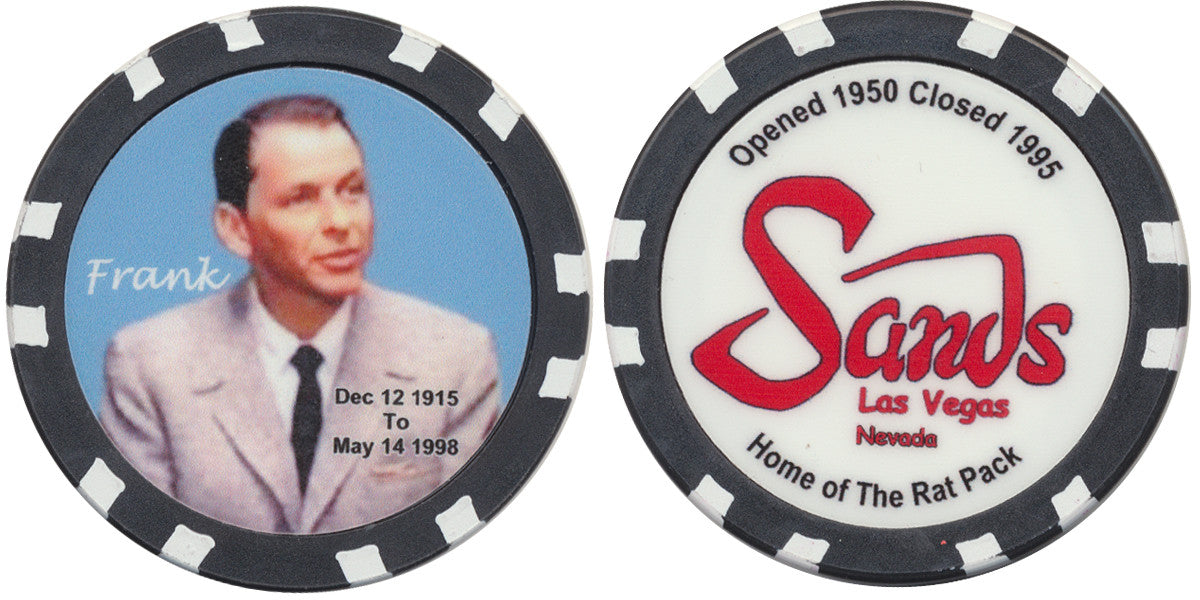 Frank
Dec 12 1915
To
May 14 1998
Opened 1950 Closed 1995
Sands
Las Vegas
Nevada
Home of The Rat Pack